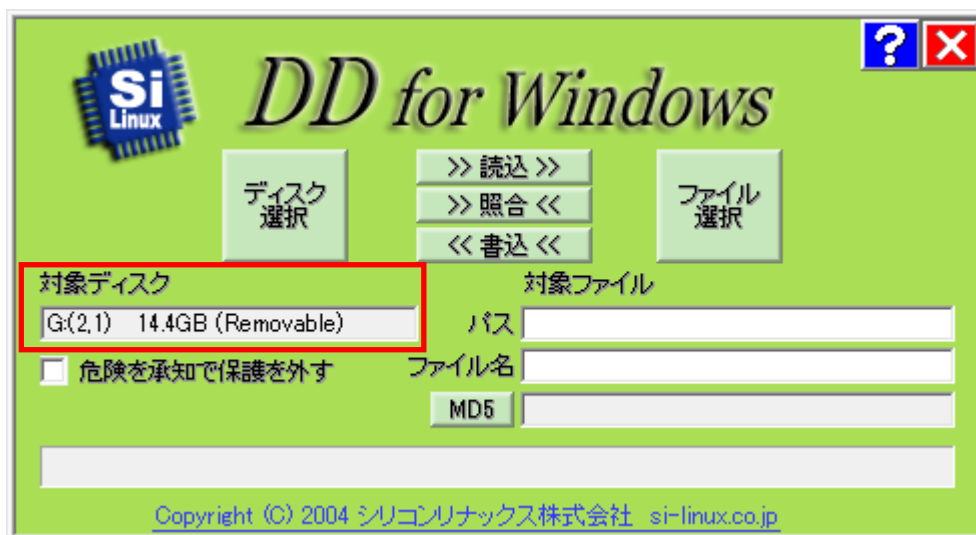 Si
Linux
DD for Windows
?
ディスク
選択
>> 読込 >>
>> 照合 <<
<< 書込 <<
ファイル
選択
対象ディスク
G:(2,1) 14.4GB (Removable)
危険を承知で保護を外す
対象ファイル
パス
ファイル名
MD5
Copyright (C) 2004 シリコンリナックス株式会社 si-linux.co.jp